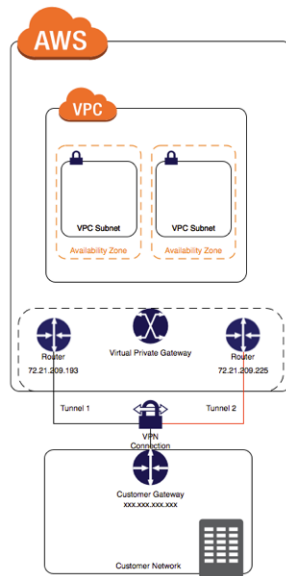 AWS
VPC
VPC Subnet
VPC Subnet
Availability Zone
Availability Zone
Router
72.21.209.193
Virtual Private Gateway
Router
72.21.209.225
Tunnel 1
Tunnel 2
VPN
Connection
Customer Gateway
xxx.xxx.xxx.xxx
Customer Network